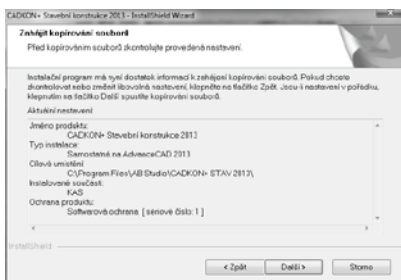 CADKON+ Stavební konstrukce 2013 - InstallShield Wizard
Zahájit kopírování souborů
Před kopírováním souborů zkontrolujte provedená nastavení.
Instalační program má nyní dostatek informací k zahájení kopírování souborů. Pokud chcete
zkontrolovat nebo změnit libovolná nastavení, klepněte na tlačítko Zpět. Jsou-li nastavení v pořádku,
klepnutím na tlačítko Další spustíte kopírování souborů.
Aktuální nastavení:
Jméno produktu:
CADKON+ Stavební konstrukce 2013
Typ instalace:
Samostatná na AdvanceCAD 2013
Cílová umístění:
C:\Program Files\AB Studio\CADKON+ STAV 2013\
Instalované součásti:
KAS
Ochrana produktu:
Softwarová ochrana [ sériové číslo: 1 ]
InstallShield
< Zpět
Další >
Storno